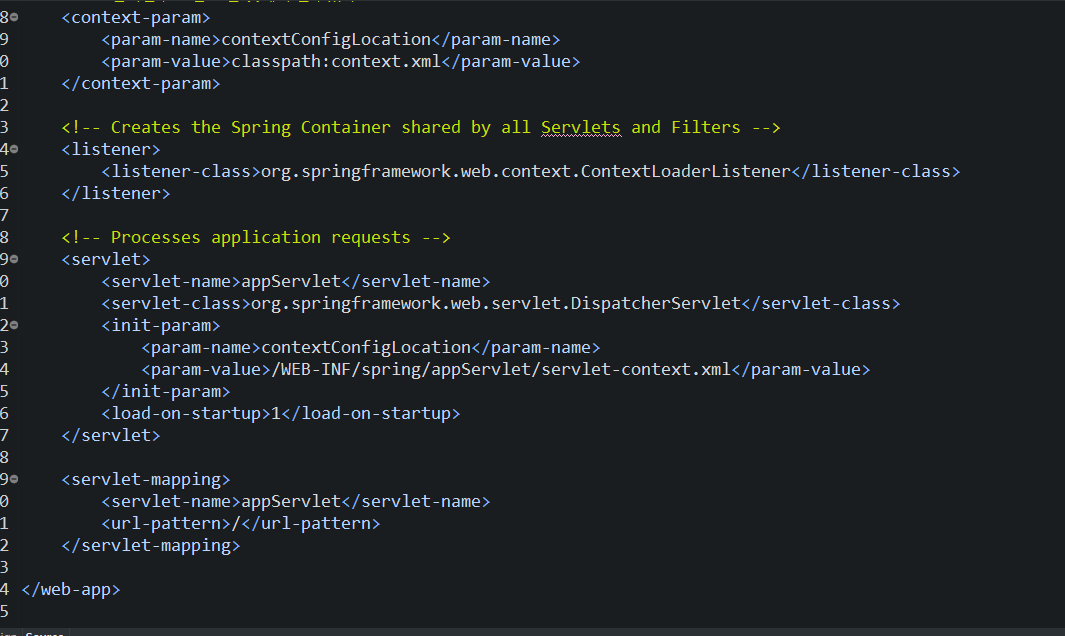 8 <context-param>
9 <param-name>contextConfigLocation</param-name>
0 <param-value>classpath:context.xml</param-value>
1 </context-param>
2
3 <!-- Creates the Spring Container shared by all Servlets and Filters -->
4 <listener>
5 <listener-class>org.springframework.web.context.ContextLoaderListener</listener-class>
6 </listener>
7
8 <!-- Processes application requests -->
9 <servlet>
0 <servlet-name>appServlet</servlet-name>
1 <servlet-class>org.springframework.web.servlet.DispatcherServlet</servlet-class>
2 <init-param>
3 <param-name>contextConfigLocation</param-name>
4 <param-value>/WEB-INF/spring/appServlet/servlet-context.xml</param-value>
5 </init-param>
6 <load-on-startup>1</load-on-startup>
7 </servlet>
8
9 <servlet-mapping>
0 <servlet-name>appServlet</servlet-name>
1 <url-pattern>/</url-pattern>
2 </servlet-mapping>
3
4 </web-app>
5